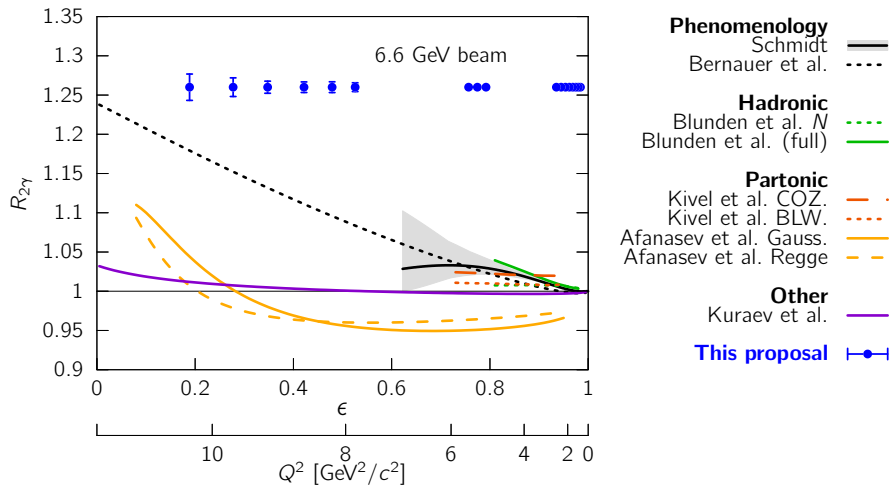 6.6 GeV beam
R2γ
1.35
1.3
1.25
1.2
1.15
1.1
1.05
1
0.95
0.9
0 0.2 0.4 0.6 0.8 1
ϵ
10 8 6 4 2 0
Q² [GeV²/c²]
Phenomenology
Schmidt
Bernauer et al.
Hadronic
Blunden et al. N
Blunden et al. (full)
Partonic
Kivel et al. COZ.
Kivel et al. BLW.
Afanasev et al. Gauss.
Afanasev et al. Regge
Other
Kuraev et al.
This proposal